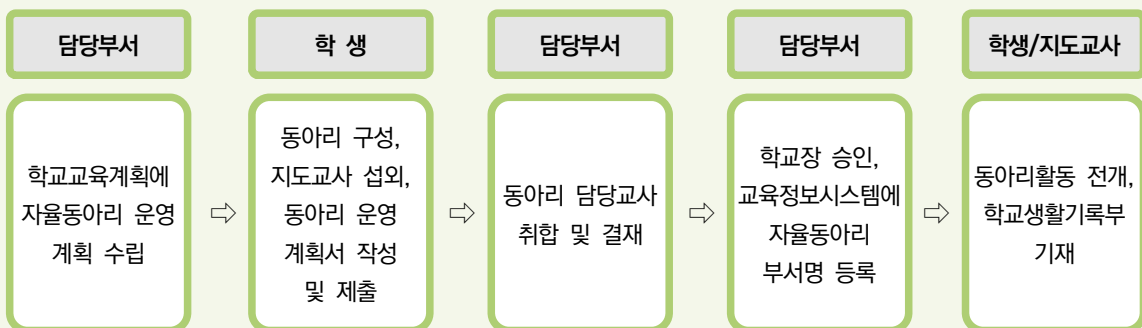 담당부서
학 생
담당부서
담당부서
학생/지도교사
학교교육계획에
자율동아리 운영
계획 수립
⇨
동아리 구성,
지도교사 섭외,
동아리 운영
계획서 작성
및 제출
⇨
동아리 담당교사
취합 및 결재
⇨
학교장 승인,
교육정보시스템에
자율동아리
부서명 등록
⇨
동아리활동 전개,
학교생활기록부
기재